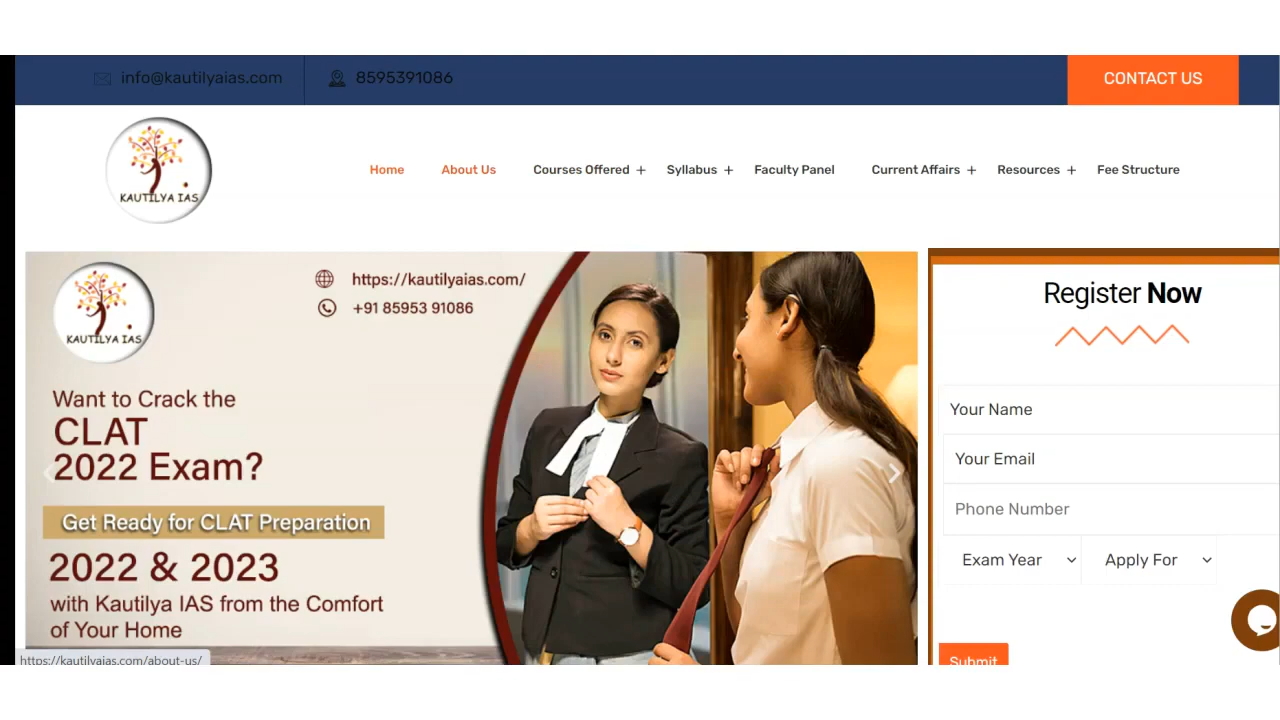 info@kautilyaias.com
8595391086
CONTACT US
KAUTILYA IAS
Home
About Us
Courses Offered +
Syllabus +
Faculty Panel
Current Affairs +
Resources +
Fee Structure
KAUTILYA IAS
https://kautilyaias.com/
+91 85953 91086
Want to Crack the
CLAT
2022 Exam?
Get Ready for CLAT Preparation
2022 & 2023
with Kautilya IAS from the Comfort
of Your Home
Register Now
Your Name
Your Email
Phone Number
Exam Year
Apply For
Submit
https://kautilyaias.com/about-us/